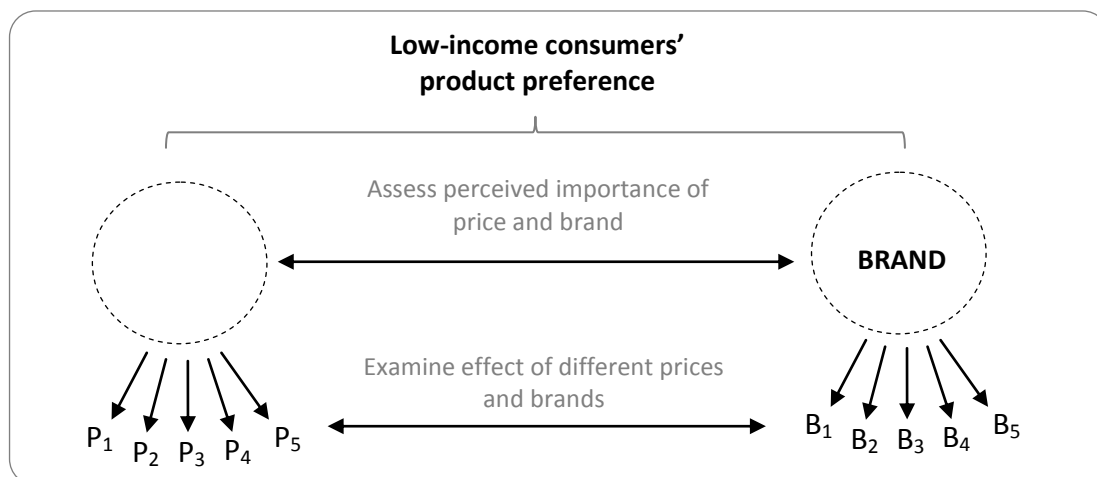 Low-income consumers’
product preference
Assess perceived importance of
price and brand
BRAND
Examine effect of different prices
and brands
P₁ P₂ P₃ P₄ P₅
B₁ B₂ B₃ B₄ B₅